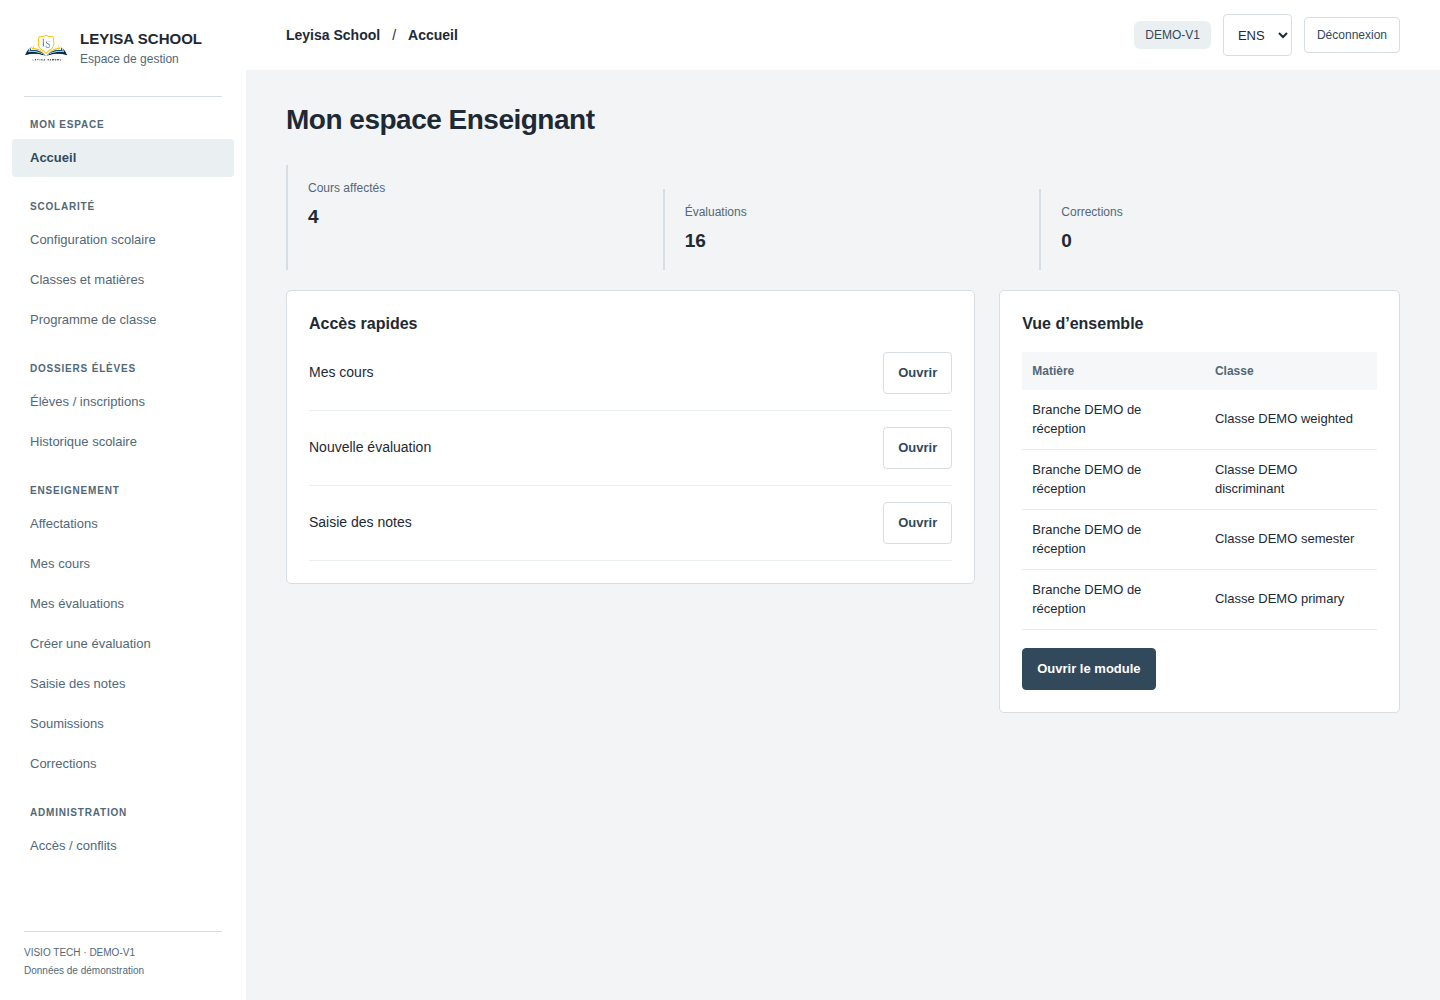 LEYISA SCHOOL
Espace de gestion
MON ESPACE
Accueil
SCOLARITÉ
Configuration scolaire
Classes et matières
Programme de classe
DOSSIERS ÉLÈVES
Élèves / inscriptions
Historique scolaire
ENSEIGNEMENT
Affectations
Mes cours
Mes évaluations
Créer une évaluation
Saisie des notes
Soumissions
Corrections
ADMINISTRATION
Accès / conflits
VISIO TECH · DEMO-V1
Données de démonstration
Leyisa School / Accueil
DEMO-V1
ENS
Déconnexion
Mon espace Enseignant
Cours affectés
4
Évaluations
16
Corrections
0
Accès rapides
Mes cours Ouvrir
Nouvelle évaluation Ouvrir
Saisie des notes Ouvrir
Vue d’ensemble
Matière Classe
Branche DEMO de
réception
Classe DEMO weighted
Branche DEMO de
réception
Classe DEMO
discriminant
Branche DEMO de
réception
Classe DEMO semester
Branche DEMO de
réception
Classe DEMO primary
Ouvrir le module